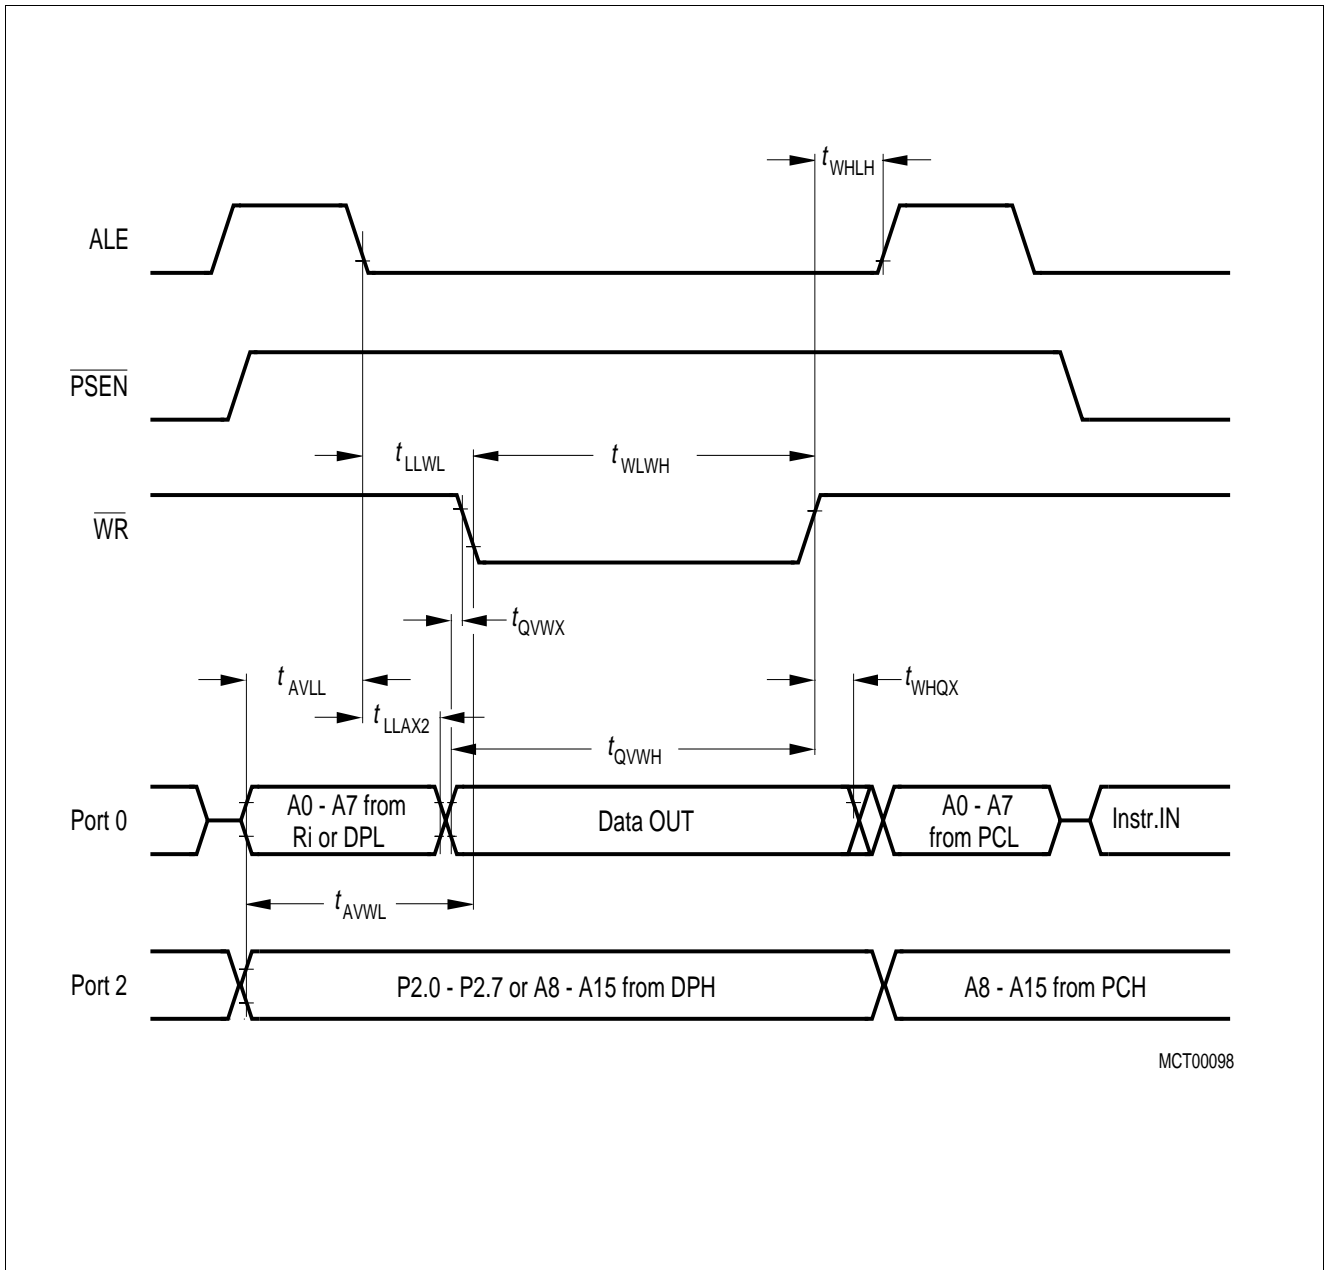 t WHLH
ALE
PSEN
t LLWL
t WLWH
WR
t QVWX
t AVLL
t WHQX
t LLAX2
t QVWH
Port 0
A0 - A7 from
Ri or DPL
Data OUT
A0 - A7
from PCL
Instr.IN
t AVWL
Port 2
P2.0 - P2.7 or A8 - A15 from DPH
A8 - A15 from PCH
MCT00098